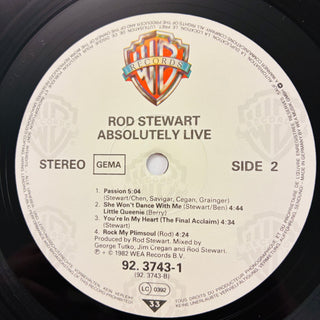 WB
RECORDS
ROD STEWART
ABSOLUTELY LIVE
STEREO GEMA SIDE 2
1. Passion 5:04
(Stewart/Chen, Savigar, Cegan, Grainger)
2. She Won't Dance With Me (Stewart/Ben) 4:44
Little Queenie (Berry)
3. You're In My Heart (The Final Acclaim) 4:34
(Stewart)
4. Rock My Plimsoul (Rod) 4:24
Produced by Rod Stewart. Mixed by
George Tutko, Jim Cregan and Rod Stewart.
℗ + © 1982 WEA Records B.V.
92. 3743-1
(92. 3743-B)
LC 0392
33